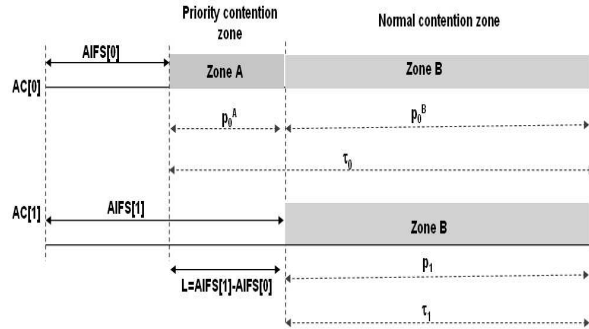 Priority contention zone
Normal contention zone
AIFS[0]
Zone A
Zone B
AC[0]
p₀ᴬ
p₀ᴮ
τ₀
AC[1]
AIFS[1]
Zone B
L=AIFS[1]-AIFS[0]
p₁
τ₁